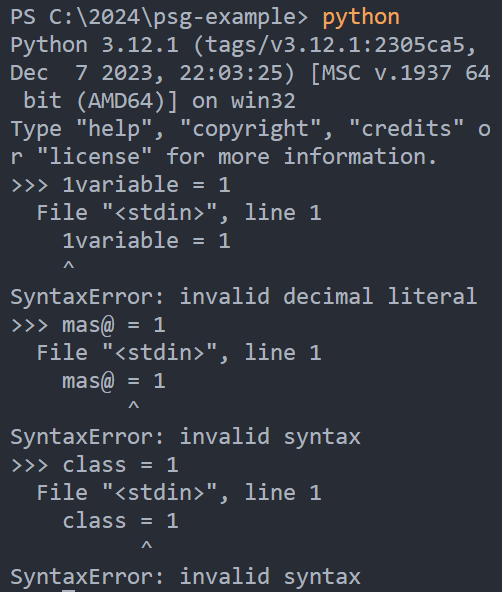 PS C:\2024\psg-example> python
Python 3.12.1 (tags/v3.12.1:2305ca5,
Dec  7 2023, 22:03:25) [MSC v.1937 64
 bit (AMD64)] on win32
Type "help", "copyright", "credits" o
r "license" for more information.
>>> 1variable = 1
  File "<stdin>", line 1
    1variable = 1
    ^
SyntaxError: invalid decimal literal
>>> mas@ = 1
  File "<stdin>", line 1
    mas@ = 1
         ^
SyntaxError: invalid syntax
>>> class = 1
  File "<stdin>", line 1
    class = 1
          ^
SyntaxError: invalid syntax